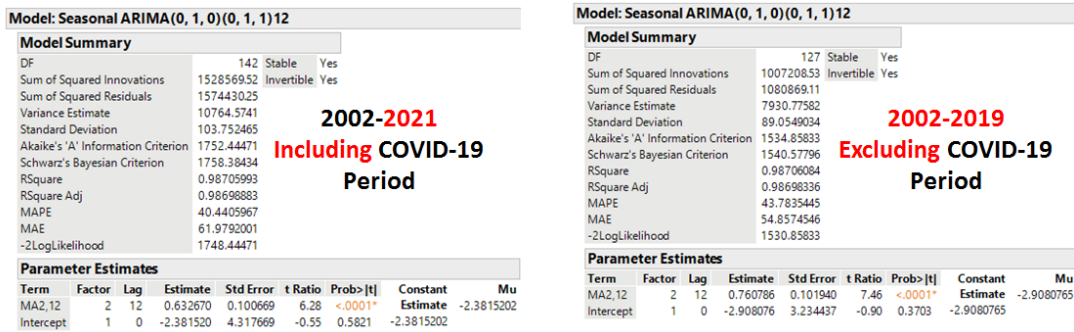 Model: Seasonal ARIMA(0, 1, 0)(0, 1, 1)12
Model Summary
DF 142 Stable Yes
Sum of Squared Innovations 1528569.52 Invertible Yes
Sum of Squared Residuals 1574430.25
Variance Estimate 10764.5741
Standard Deviation 103.752465
Akaike's 'A' Information Criterion 1752.44471
Schwarz's Bayesian Criterion 1758.38434
RSquare 0.98705993
RSquare Adj 0.98698883
MAPE 40.4405967
MAE 61.9792001
-2LogLikelihood 1748.44471
2002-2021
Including COVID-19
Period
Parameter Estimates
Term Factor Lag Estimate Std Error t Ratio Prob>|t| Constant Mu
MA2,12 2 12 0.632670 0.100669 6.28 <.0001* Estimate -2.3815202
Intercept 1 0 -2.381520 4.317669 -0.55 0.5821 -2.3815202
Model: Seasonal ARIMA(0, 1, 0)(0, 1, 1)12
Model Summary
DF 127 Stable Yes
Sum of Squared Innovations 1007208.53 Invertible Yes
Sum of Squared Residuals 1080869.11
Variance Estimate 7930.77582
Standard Deviation 89.0549034
Akaike's 'A' Information Criterion 1534.85833
Schwarz's Bayesian Criterion 1540.57796
RSquare 0.98706084
RSquare Adj 0.98698336
MAPE 43.7835445
MAE 54.8574546
-2LogLikelihood 1530.85833
2002-2019
Excluding COVID-19
Period
Parameter Estimates
Term Factor Lag Estimate Std Error t Ratio Prob>|t| Constant Mu
MA2,12 2 12 0.760786 0.101940 7.46 <.0001* Estimate -2.9080765
Intercept 1 0 -2.908076 3.234437 -0.90 0.3703 -2.9080765